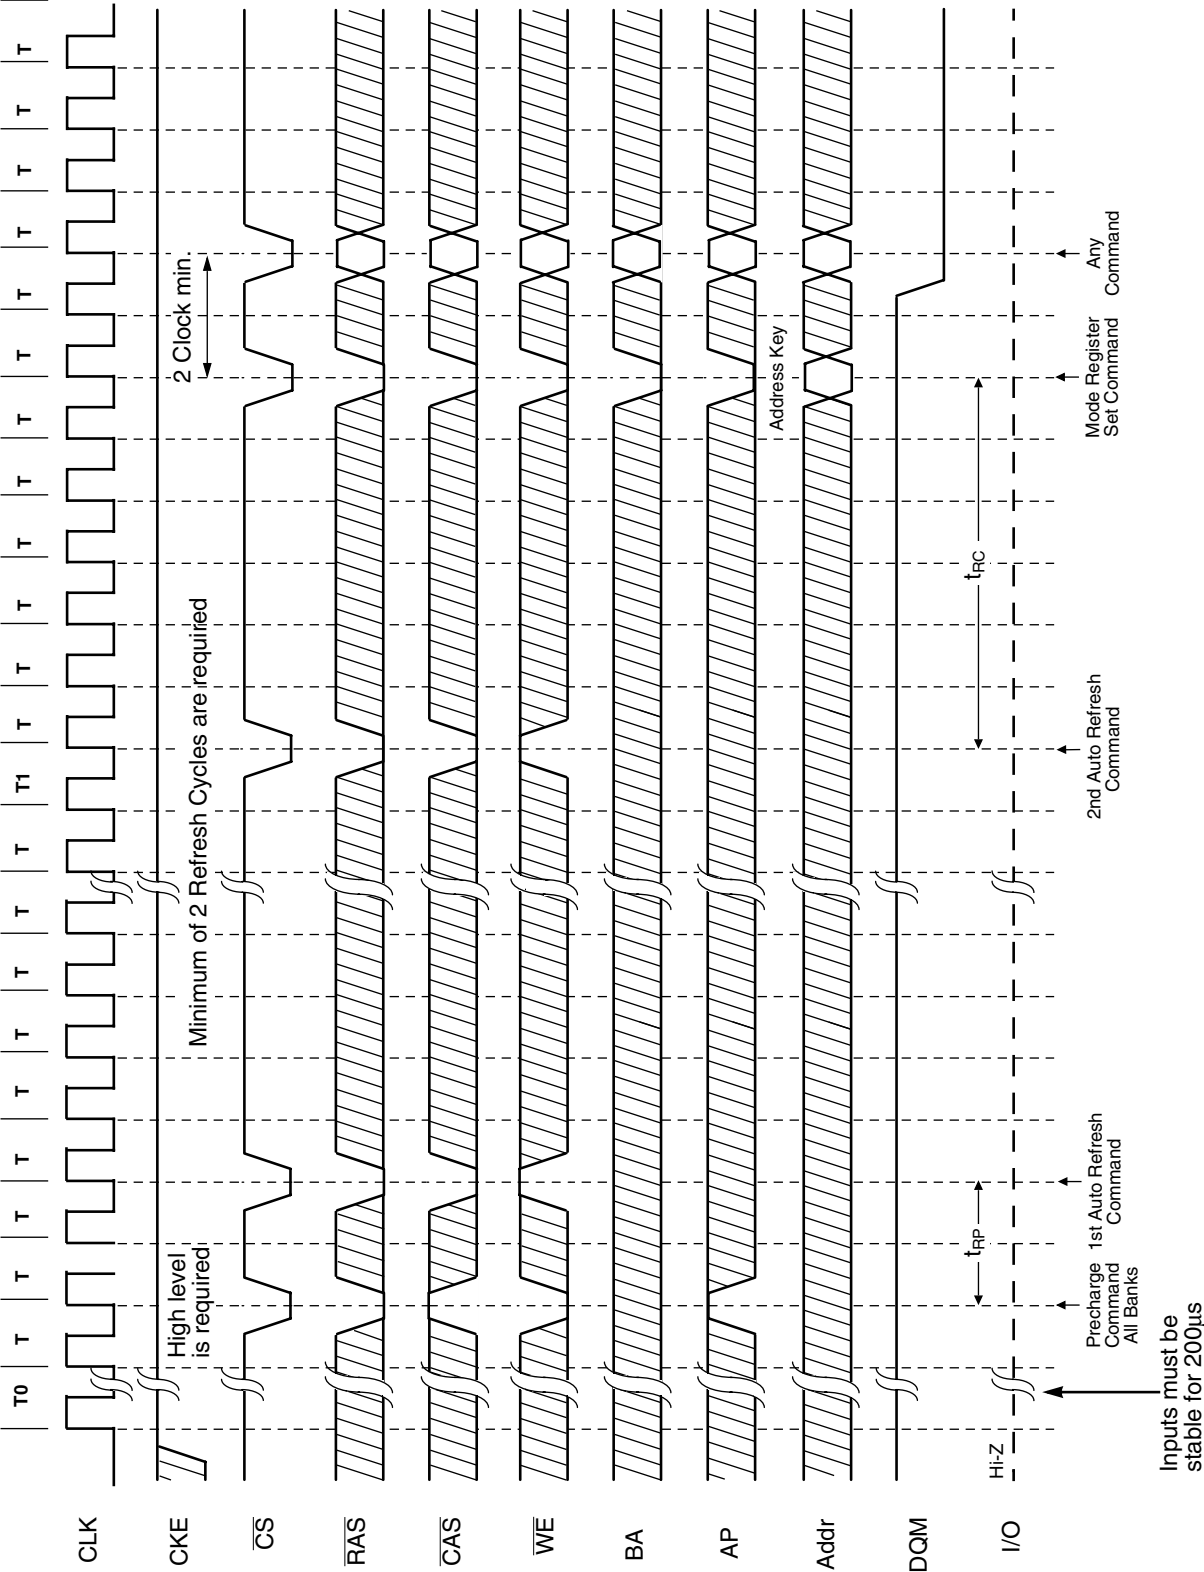 T0 T T T T T T T T T T1 T T T T T T T T T T T T
CLK
CKE
High level
is required
Minimum of 2 Refresh Cycles are required
2 Clock min.
CS
RAS
CAS
WE
BA
AP
Address Key
Addr
DQM
tRP
tRC
I/O
Hi-Z
Precharge
Command
All Banks
1st Auto Refresh
Command
2nd Auto Refresh
Command
Mode Register
Set Command
Any
Command
Inputs must be
stable for 200µs